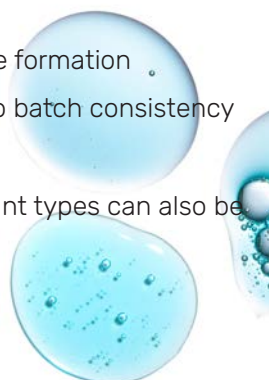 formation
batch consistency
nt types can also be